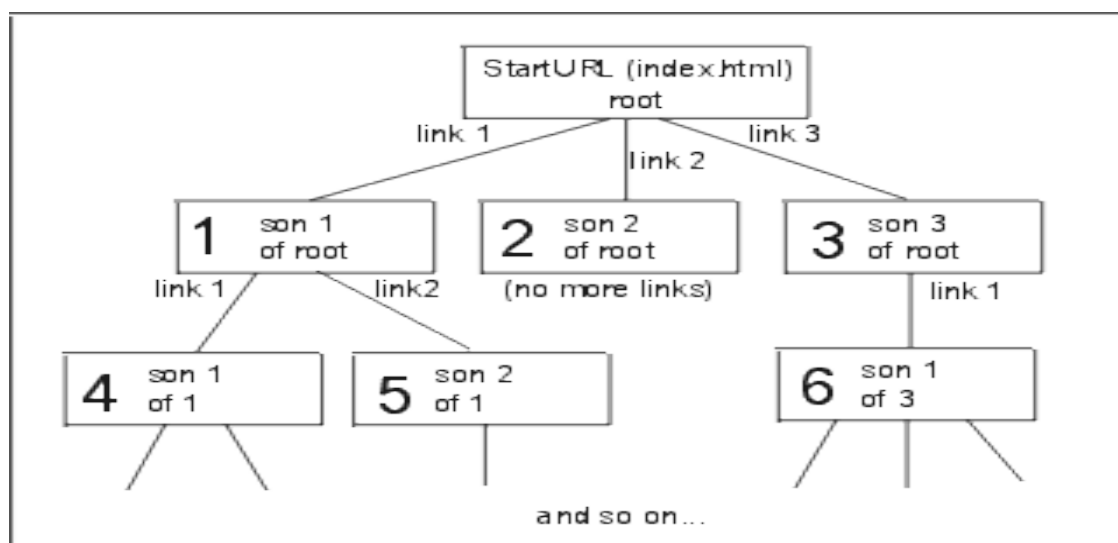 StartURL (index.html)
root
link 1
link 2
link 3
1
son 1
of root
2
son 2
of root
3
son 3
of root
link 1
link2
(no more links)
link 1
4
son 1
of 1
5
son 2
of 1
6
son 1
of 3
and so on...